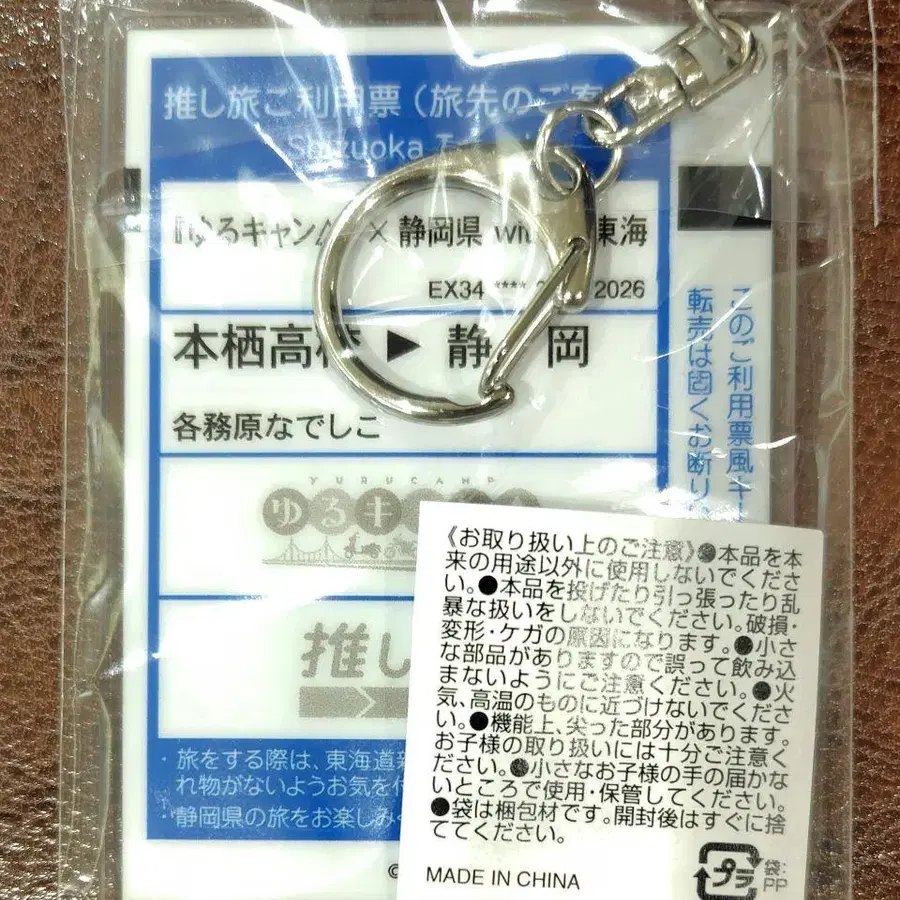 推し旅ご利用票（旅先のご案
Shizuoka T
『ゆるキャン△ × 静岡県 wit 東海
EX34 **** 2026
本栖高校 ▶ 静 岡
各務原なでしこ
YURUCAMP
ゆるキ
推し
・旅をする際は、東海道新
れ物がないようお気を付
・静岡県の旅をお楽しみく
©
このご利用票風キー
転売は固くお断り
《お取り扱い上のご注意》●本品を本
来の用途以外に使用しないでくださ
い。●本品を投げたり引っ張ったり乱
暴な扱いをしないでください。破損・
変形・ケガの原因になります。●小さ
な部品がありますので誤って飲み込
まないようにご注意ください。●火
気、高温のものに近づけないでくださ
い。●機能上、尖った部分があります。
お子様の取り扱いには十分ご注意く
ださい。●小さなお子様の手の届かな
いところで使用・保管してください。
●袋は梱包材です。開封後はすぐに捨
ててください。
MADE IN CHINA
プラ
袋:
PP